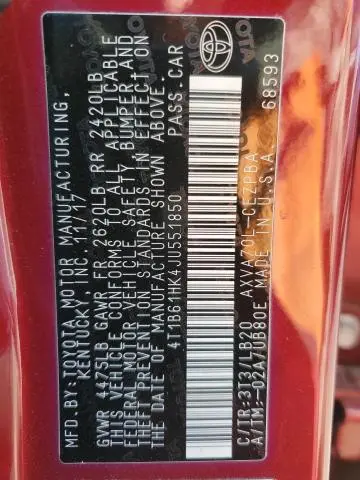 MFD.BY:TOYOTA MOTOR MANUFACTURING,
KENTUCKY, INC. 11/17
GVWR 4475LB GAWR FR 2620LB RR 2420LB
THIS VEHICLE CONFORMS TO ALL APPLICABLE
FEDERAL MOTOR VEHICLE SAFETY, BUMPER, AND
THEFT PREVENTION STANDARDS IN EFFECT ON
THE DATE OF MANUFACTURE SHOWN ABOVE.
4T1B61HK4JU551850 PASS.CAR
C/TR:3T3/LB20 AXVA70L-CEZPBA
A/TM:-02A/UB80E MADE IN U.S.A. 68593
TOYOTA